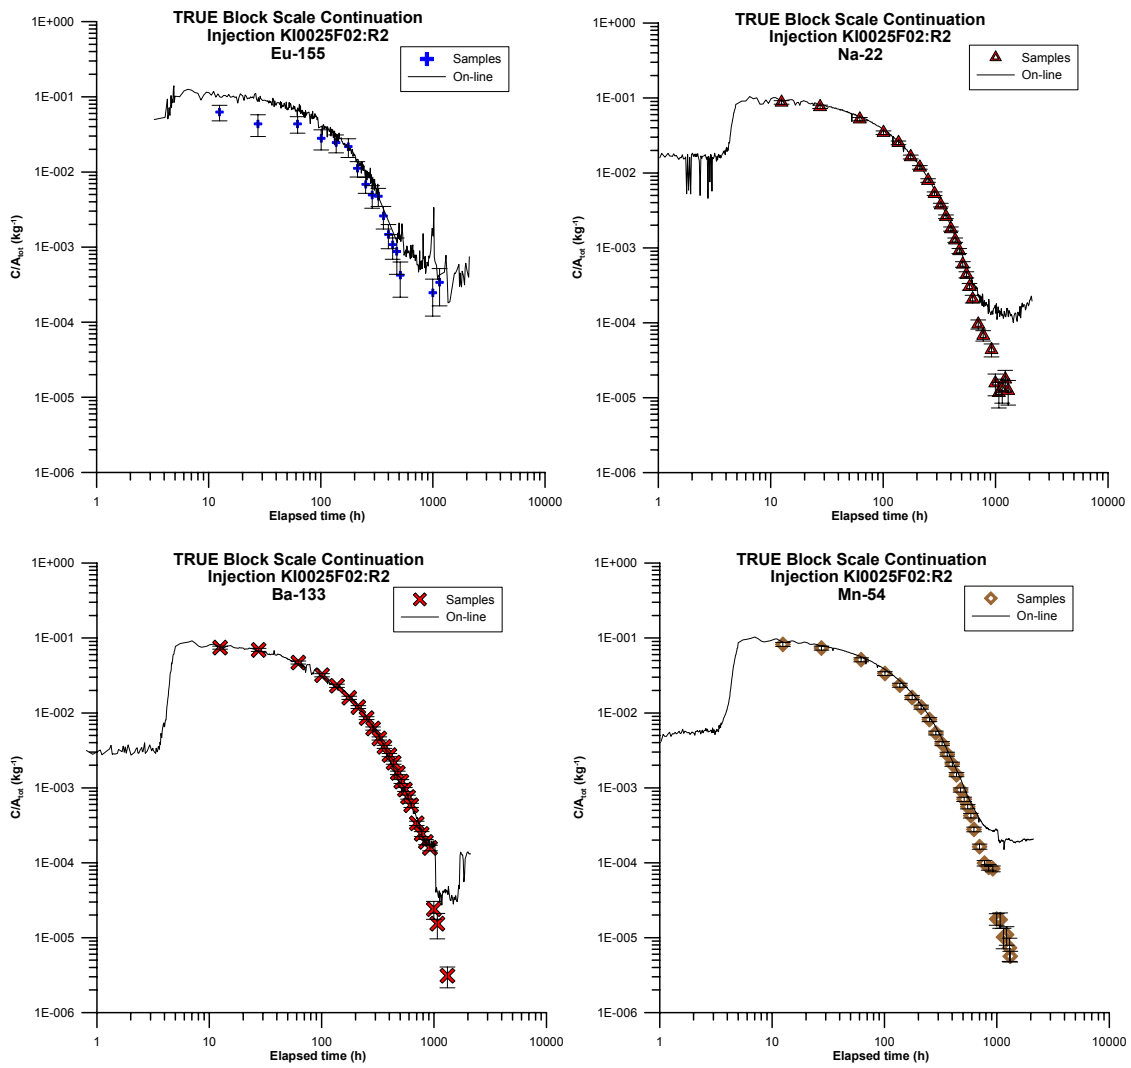 TRUE Block Scale Continuation
Injection KI0025F02:R2
Eu-155
Samples
On-line
1E+000
1E-001
1E-002
1E-003
1E-004
1E-005
1E-006
C/Atot (kg-1)
1
10
100
1000
10000
Elapsed time (h)
TRUE Block Scale Continuation
Injection KI0025F02:R2
Na-22
Samples
On-line
1E+000
1E-001
1E-002
1E-003
1E-004
1E-005
1E-006
C/Atot (kg-1)
1
10
100
1000
10000
Elapsed time (h)
TRUE Block Scale Continuation
Injection KI0025F02:R2
Ba-133
Samples
On-line
1E+000
1E-001
1E-002
1E-003
1E-004
1E-005
1E-006
C/Atot (kg-1)
1
10
100
1000
10000
Elapsed time (h)
TRUE Block Scale Continuation
Injection KI0025F02:R2
Mn-54
Samples
On-line
1E+000
1E-001
1E-002
1E-003
1E-004
1E-005
1E-006
C/Atot (kg-1)
1
10
100
1000
10000
Elapsed time (h)